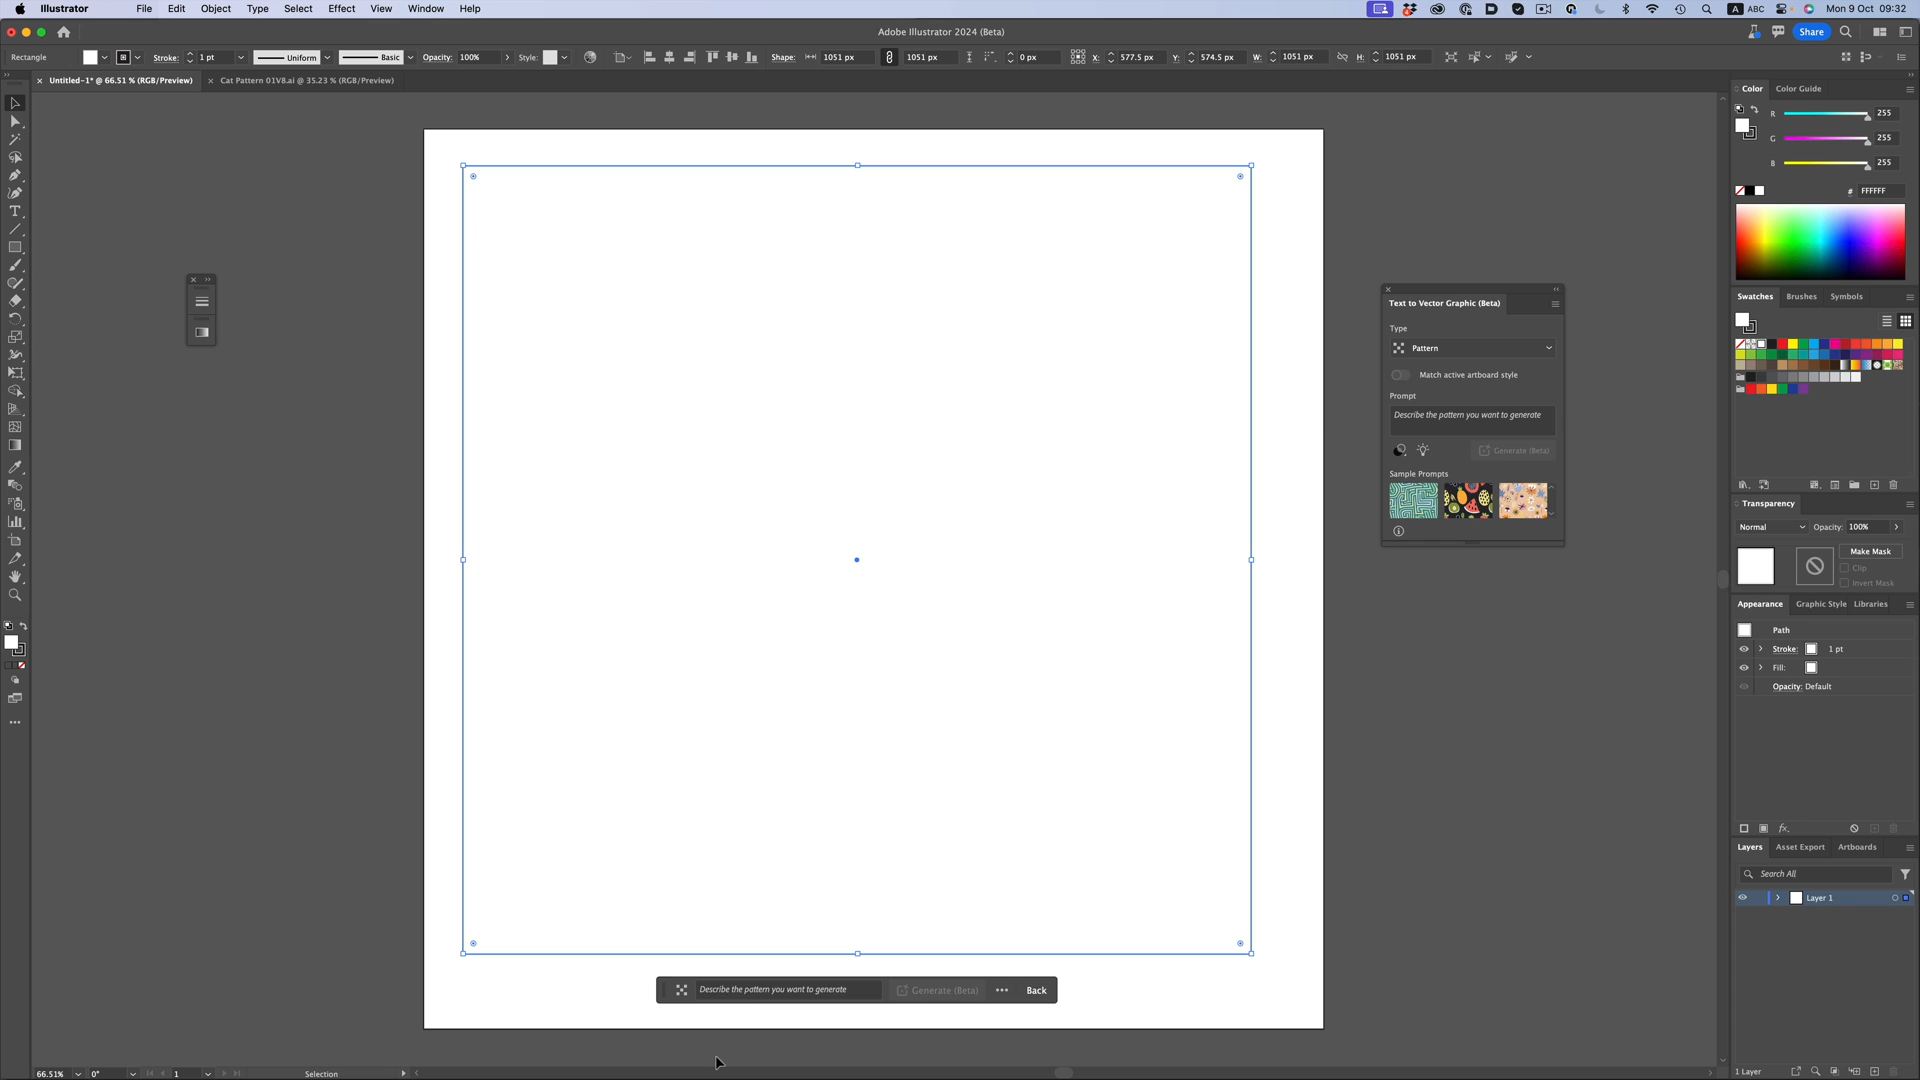 Illustrator File Edit Object Type Select Effect View Window Help A ABC Mon 9 Oct 09:32
Adobe Illustrator 2024 (Beta) Share
Rectangle Stroke: 1 pt Uniform Basic Opacity: 100% Style: Shape: 1051 px 1051 px 0 px X: 577.5 px Y: 574.5 px W: 1051 px H: 1051 px
Untitled-1* @ 66.51 % (RGB/Preview) Cat Pattern 01V8.ai @ 35.23 % (RGB/Preview)
Color Color Guide
R 255
G 255
B 255
# FFFFFF
Swatches Brushes Symbols
Text to Vector Graphic (Beta)
Type
Pattern
Match active artboard style
Prompt
Describe the pattern you want to generate
Generate (Beta)
Sample Prompts
Transparency
Normal Opacity: 100%
Make Mask
Clip
Invert Mask
Appearance Graphic Style Libraries
Path
Stroke: 1 pt
Fill:
Opacity: Default
fx.
Layers Asset Export Artboards
Search All
Layer 1
Describe the pattern you want to generate Generate (Beta) Back
66.51% 0° 1 Selection 1 Layer